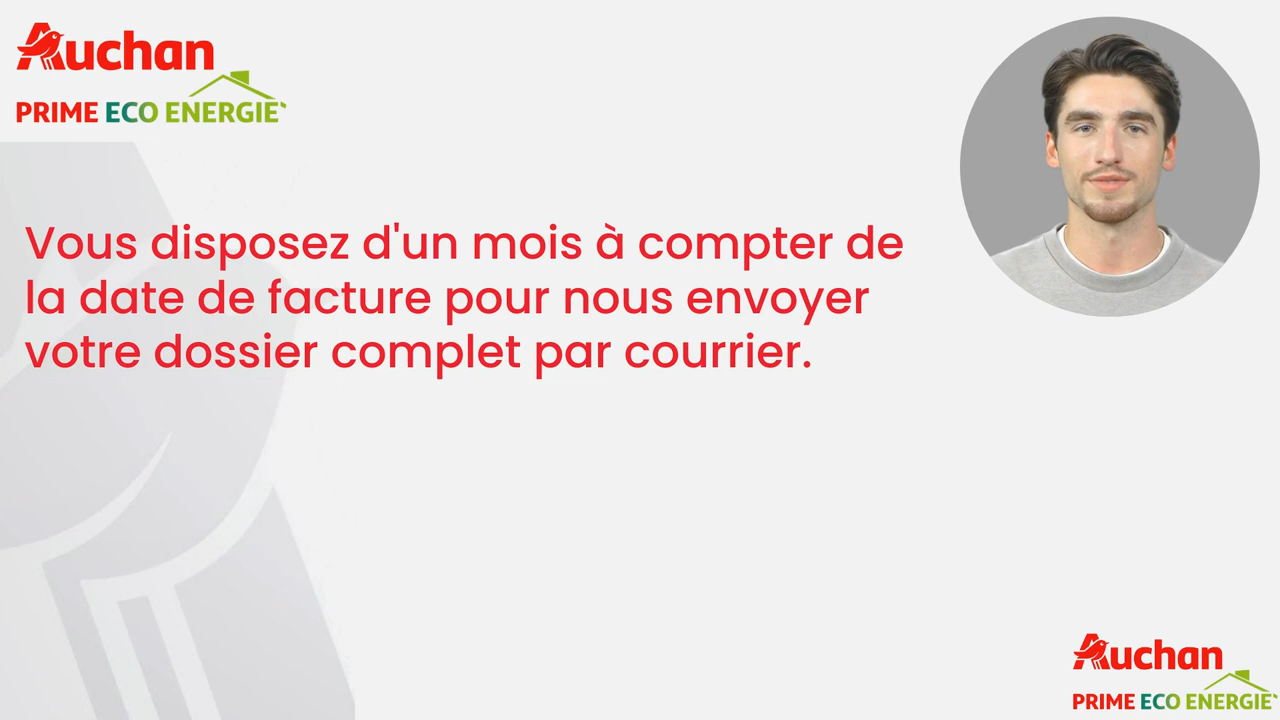 Auchan
PRIME ECO ENERGIE
Vous disposez d'un mois à compter de
la date de facture pour nous envoyer
votre dossier complet par courrier.
Auchan
PRIME ECO ENERGIE